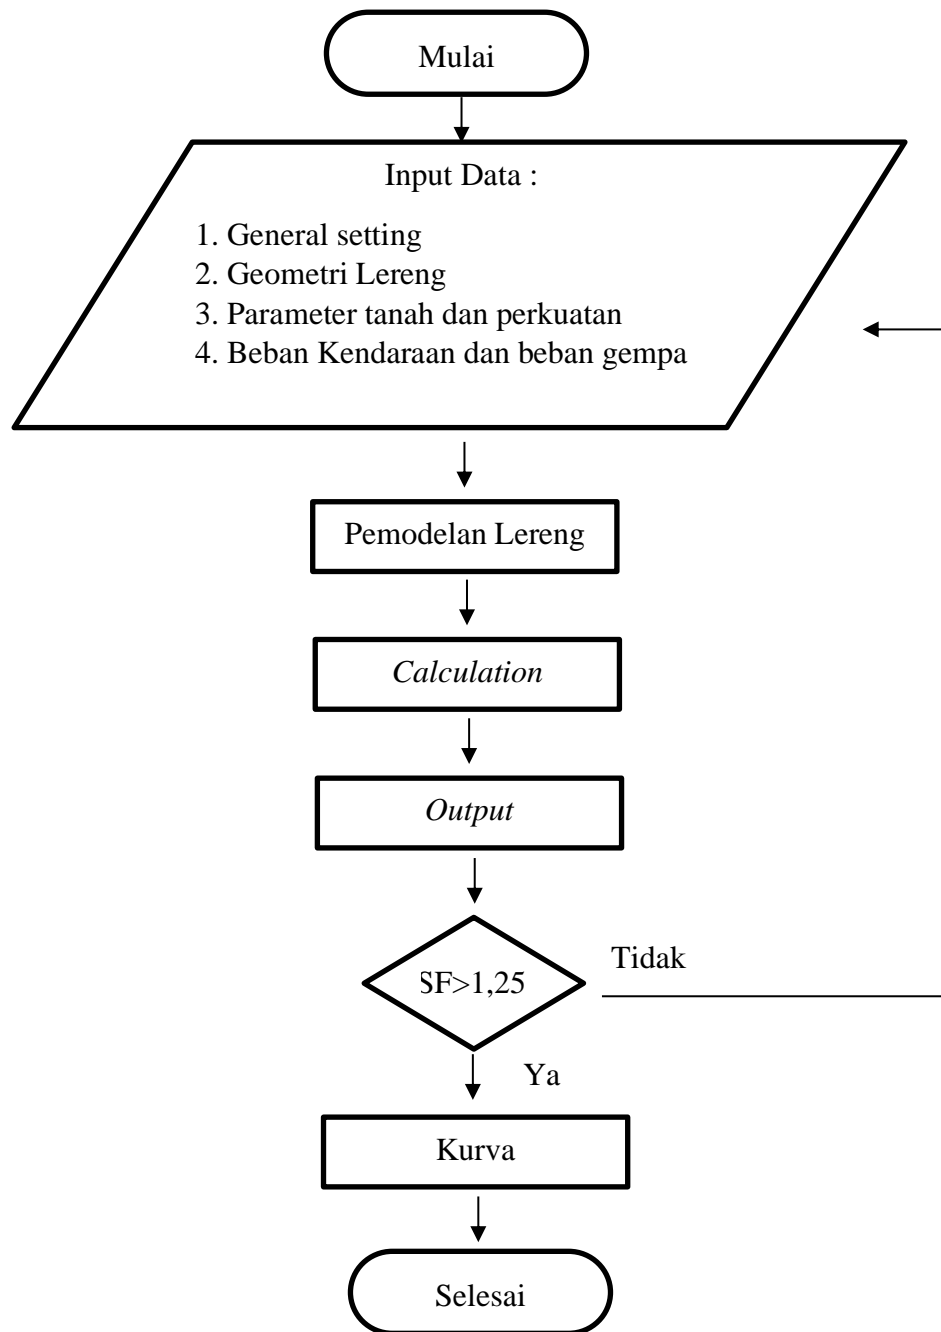 Mulai
Input Data :
1. General setting
2. Geometri Lereng
3. Parameter tanah dan perkuatan
4. Beban Kendaraan dan beban gempa
Pemodelan Lereng
Calculation
Output
SF>1,25
Tidak
Ya
Kurva
Selesai